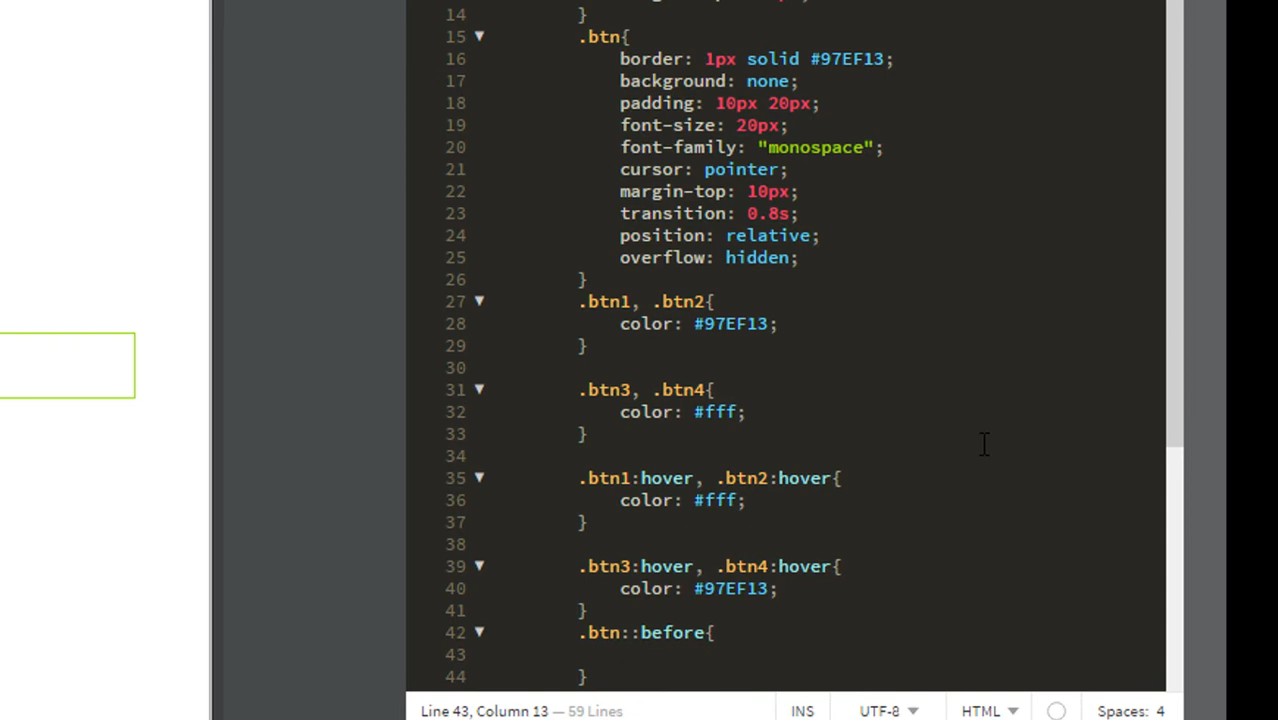 14 }
15 .btn{
16 border: 1px solid #97EF13;
17 background: none;
18 padding: 10px 20px;
19 font-size: 20px;
20 font-family: "monospace";
21 cursor: pointer;
22 margin-top: 10px;
23 transition: 0.8s;
24 position: relative;
25 overflow: hidden;
26 }
27 .btn1, .btn2{
28 color: #97EF13;
29 }
30
31 .btn3, .btn4{
32 color: #fff;
33 }
34
35 .btn1:hover, .btn2:hover{
36 color: #fff;
37 }
38
39 .btn3:hover, .btn4:hover{
40 color: #97EF13;
41 }
42 .btn::before{
43
44 }
Line 43, Column 13 — 59 Lines INS UTF-8 HTML Spaces: 4